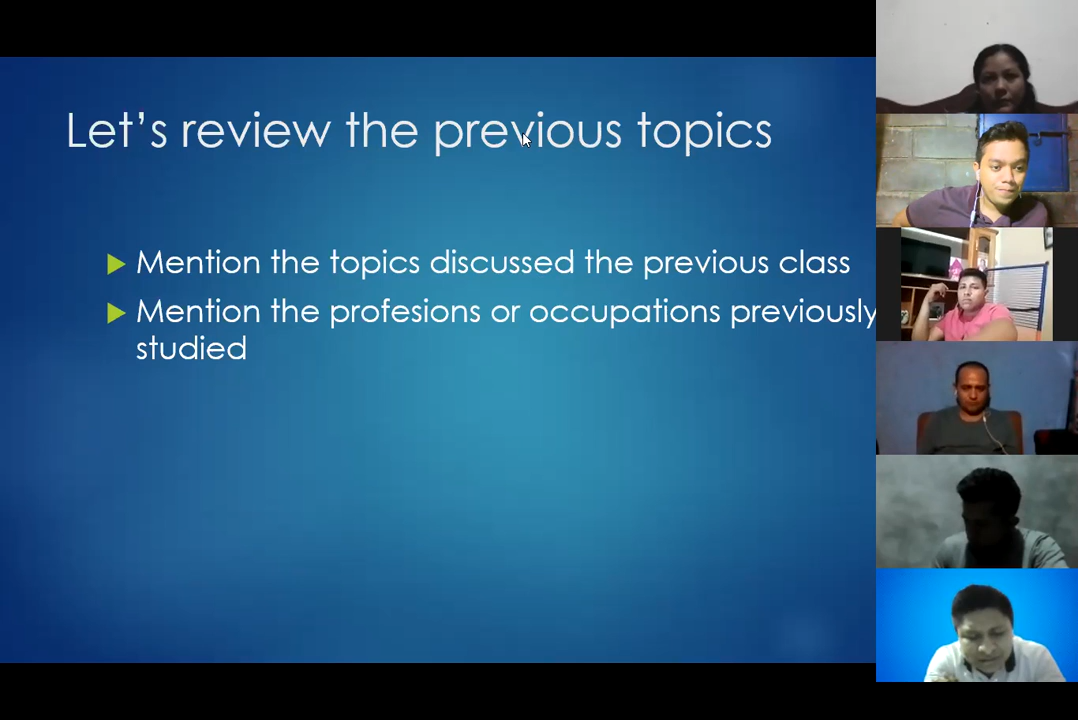 Let's review the previous topics
Mention the topics discussed the previous class
Mention the profesions or occupations previously
studied